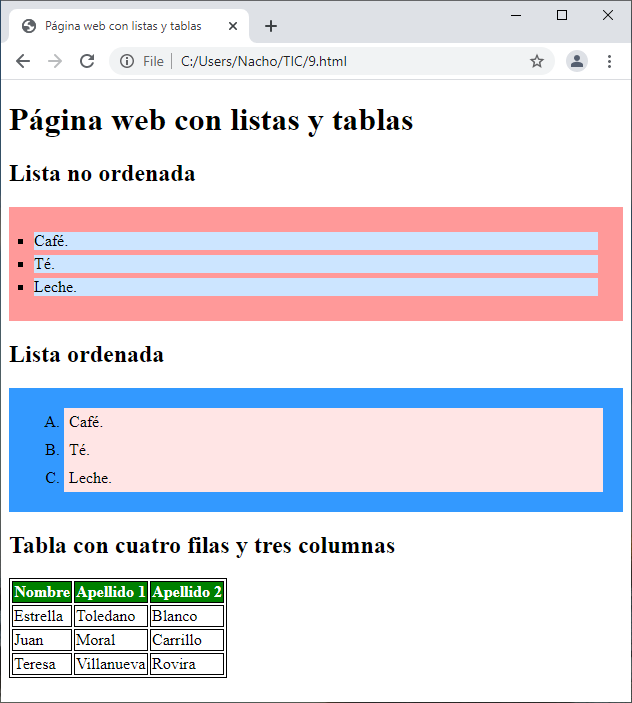 Página web con listas y tablas
File | C:/Users/Nacho/TIC/9.html
Página web con listas y tablas
Lista no ordenada
Café.
Té.
Leche.
Lista ordenada
A. Café.
B. Té.
C. Leche.
Tabla con cuatro filas y tres columnas
Nombre Apellido 1 Apellido 2
Estrella Toledano Blanco
Juan Moral Carrillo
Teresa Villanueva Rovira